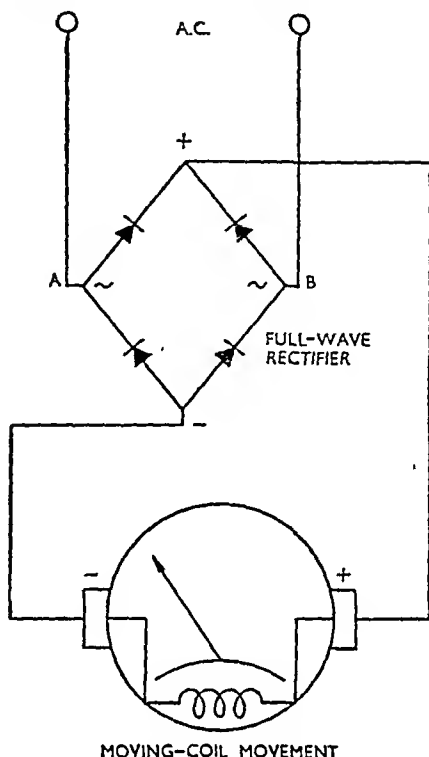 A.C.
+
A ~ ~ B
FULL-WAVE
RECTIFIER
-
- +
MOVING-COIL MOVEMENT